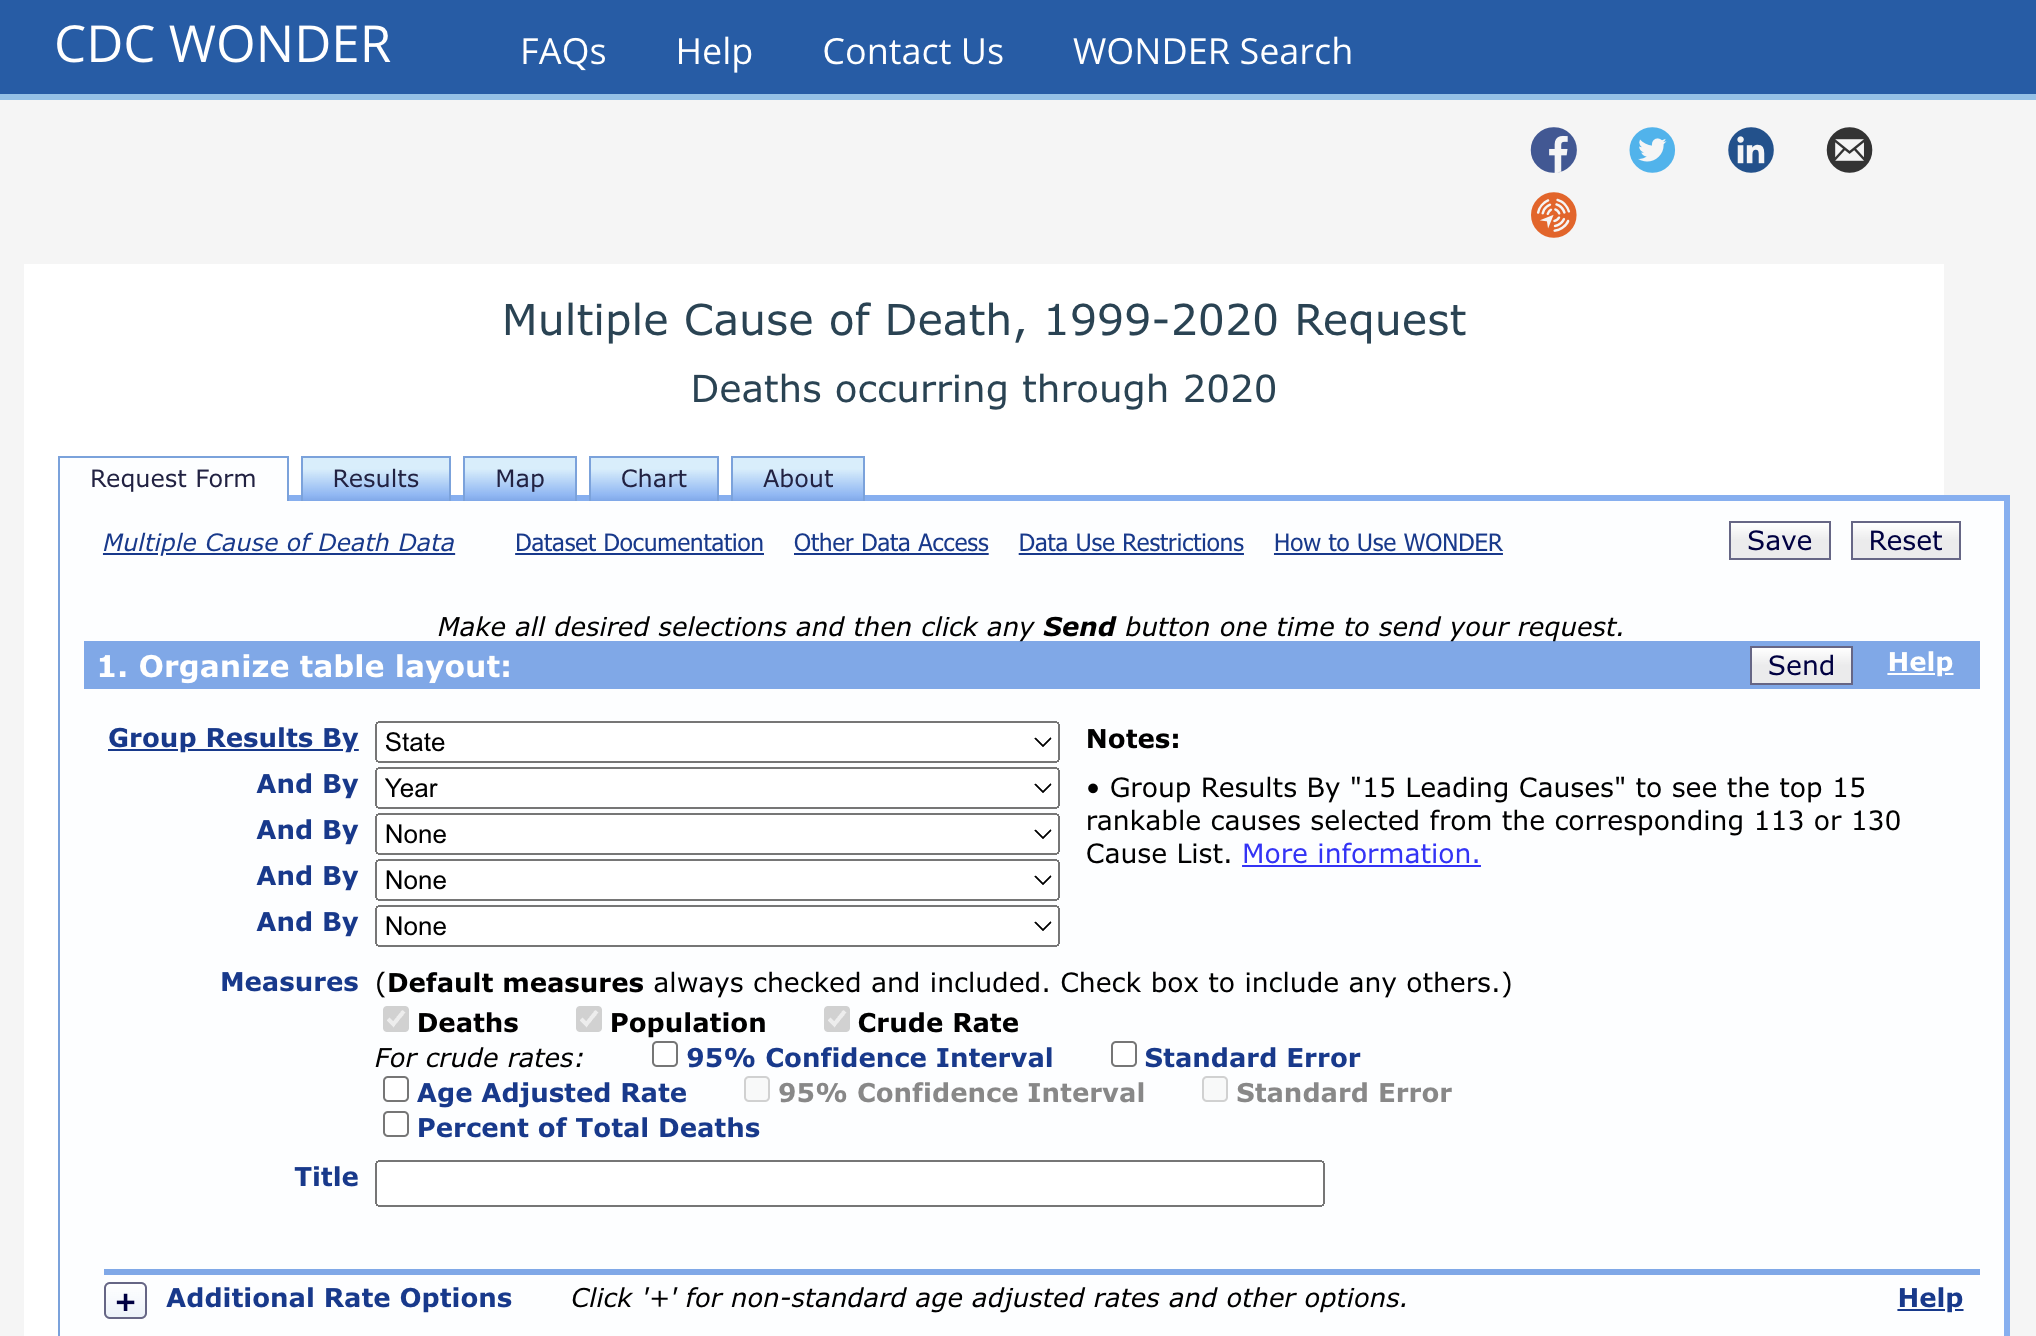 CDC WONDER FAQs Help Contact Us WONDER Search
Multiple Cause of Death, 1999-2020 Request
Deaths occurring through 2020
Request Form Results Map Chart About
Multiple Cause of Death Data Dataset Documentation Other Data Access Data Use Restrictions How to Use WONDER Save Reset
Make all desired selections and then click any Send button one time to send your request.
1. Organize table layout: Send Help
Group Results By State
And By Year
And By None
And By None
And By None
Notes:
• Group Results By "15 Leading Causes" to see the top 15
rankable causes selected from the corresponding 113 or 130
Cause List. More information.
Measures (Default measures always checked and included. Check box to include any others.)
Deaths Population Crude Rate
For crude rates: 95% Confidence Interval Standard Error
Age Adjusted Rate 95% Confidence Interval Standard Error
Percent of Total Deaths
Title
+ Additional Rate Options Click '+' for non-standard age adjusted rates and other options. Help